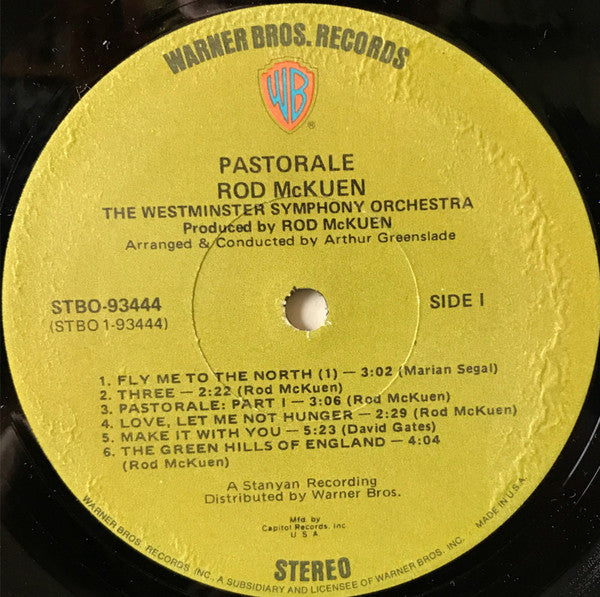 WARNER BROS. RECORDS
WB
®
PASTORALE
ROD McKUEN
THE WESTMINSTER SYMPHONY ORCHESTRA
Produced by ROD McKUEN
Arranged & Conducted by Arthur Greenslade
STBO-93444
(STBO 1-93444)
SIDE I
1. FLY ME TO THE NORTH (1) — 3:02 (Marian Segal)
2. THREE — 2:22 (Rod McKuen)
3. PASTORALE: PART I — 3:06 (Rod McKuen)
4. LOVE, LET ME NOT HUNGER — 2:29 (Rod McKuen)
5. MAKE IT WITH YOU — 5:23 (David Gates)
6. THE GREEN HILLS OF ENGLAND — 4:04
(Rod McKuen)
A Stanyan Recording
Distributed by Warner Bros.
Mfd. by
Capitol Records, Inc.
U S A
STEREO
WARNER BROS. RECORDS INC., A SUBSIDIARY AND LICENSEE OF WARNER BROS. INC. MADE IN U.S.A.